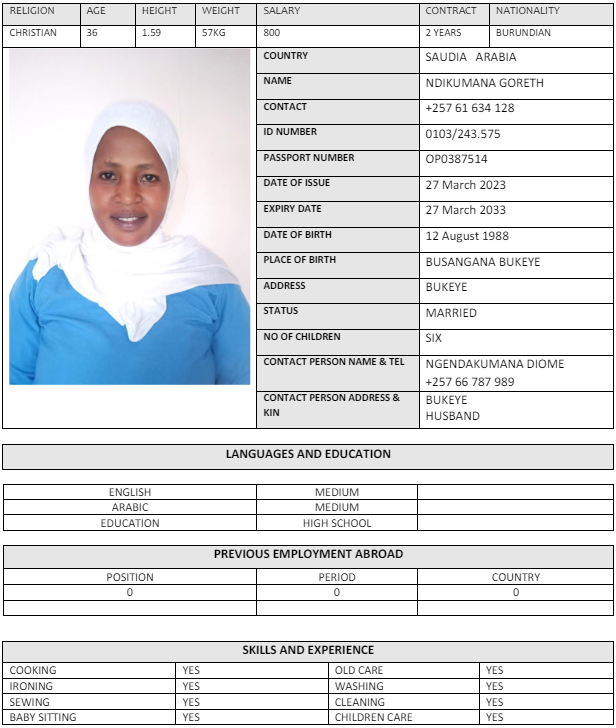 RELIGION AGE HEIGHT WEIGHT SALARY CONTRACT NATIONALITY
CHRISTIAN 36 1.59 57KG 800 2 YEARS BURUNDIAN
COUNTRY SAUDIA ARABIA
NAME NDIKUMANA GORETH
CONTACT +257 61 634 128
ID NUMBER 0103/243.575
PASSPORT NUMBER OP0387514
DATE OF ISSUE 27 March 2023
EXPIRY DATE 27 March 2033
DATE OF BIRTH 12 August 1988
PLACE OF BIRTH BUSANGANA BUKEYE
ADDRESS BUKEYE
STATUS MARRIED
NO OF CHILDREN SIX
CONTACT PERSON NAME & TEL NGENDAKUMANA DIOME
+257 66 787 989
CONTACT PERSON ADDRESS & BUKEYE
KIN HUSBAND
LANGUAGES AND EDUCATION
ENGLISH MEDIUM
ARABIC MEDIUM
EDUCATION HIGH SCHOOL
PREVIOUS EMPLOYMENT ABROAD
POSITION PERIOD COUNTRY
0 0 0
SKILLS AND EXPERIENCE
COOKING YES OLD CARE YES
IRONING YES WASHING YES
SEWING YES CLEANING YES
BABY SITTING YES CHILDREN CARE YES